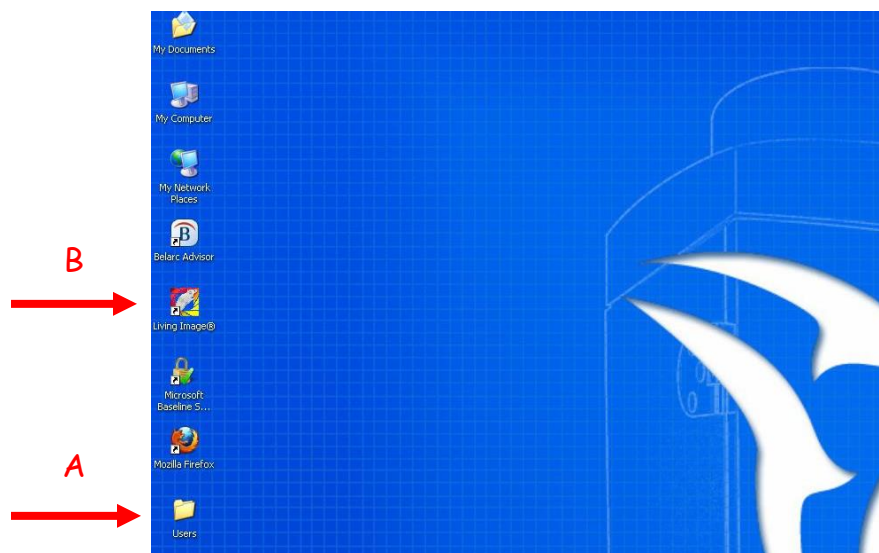 My Documents
My Computer
My Network
Places
B
Belarc Advisor
B
Living Image®
Microsoft
Baseline S...
Mozilla Firefox
A
Users